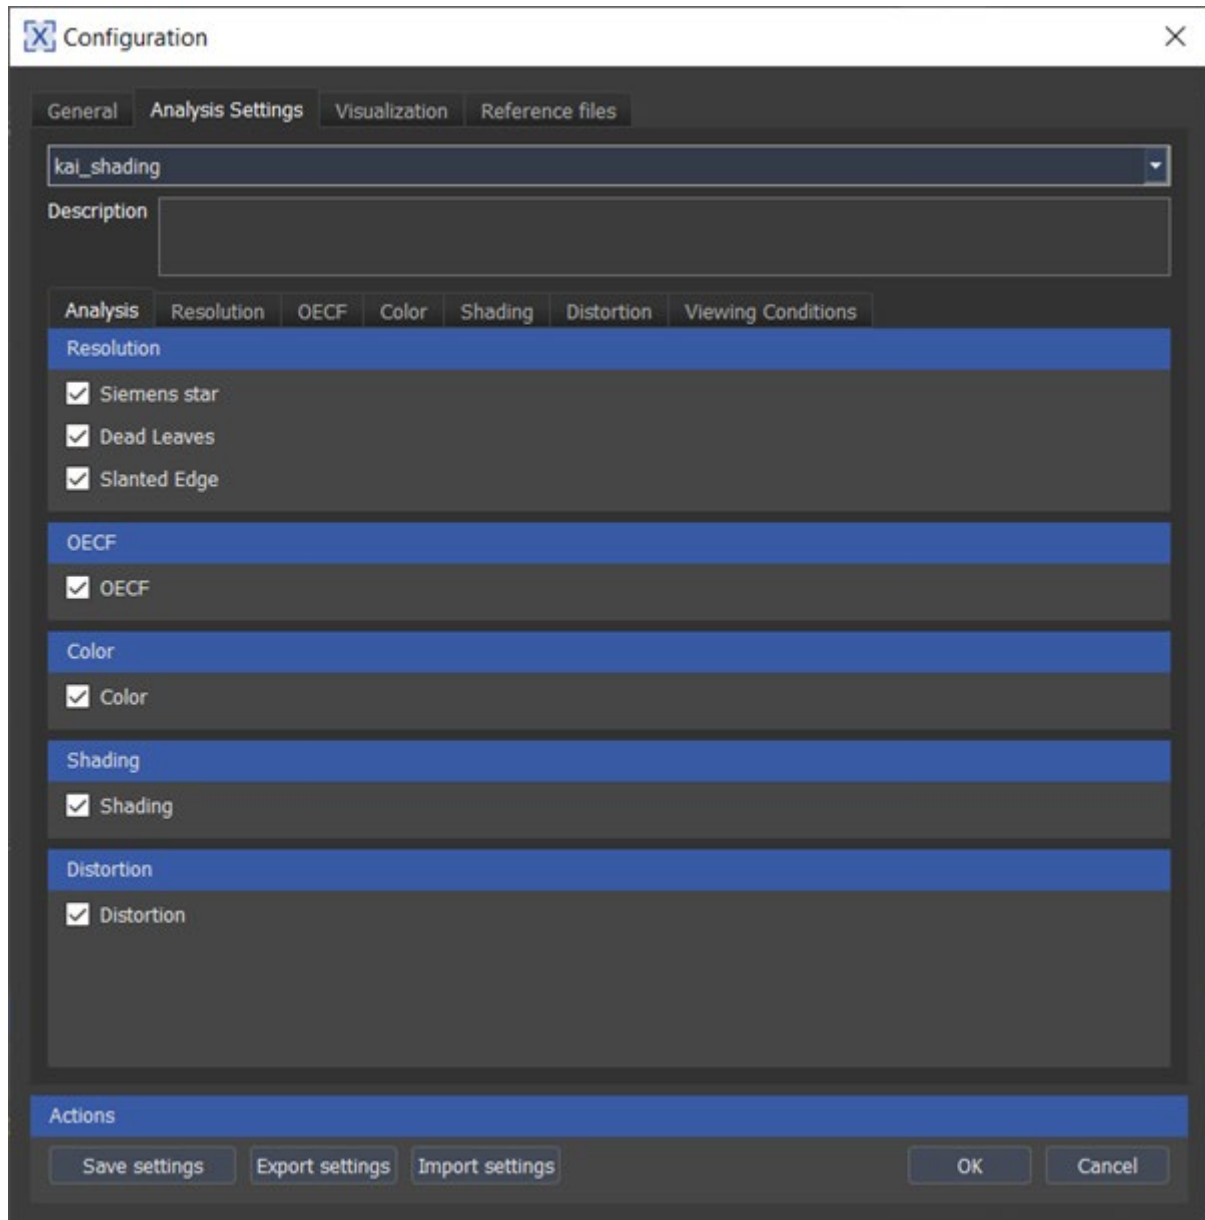 X Configuration
General Analysis Settings Visualization Reference files
kai_shading
Description
Analysis Resolution OECF Color Shading Distortion Viewing Conditions
Resolution
Siemens star
Dead Leaves
Slanted Edge
OECF
OECF
Color
Color
Shading
Shading
Distortion
Distortion
Actions
Save settings Export settings Import settings OK Cancel